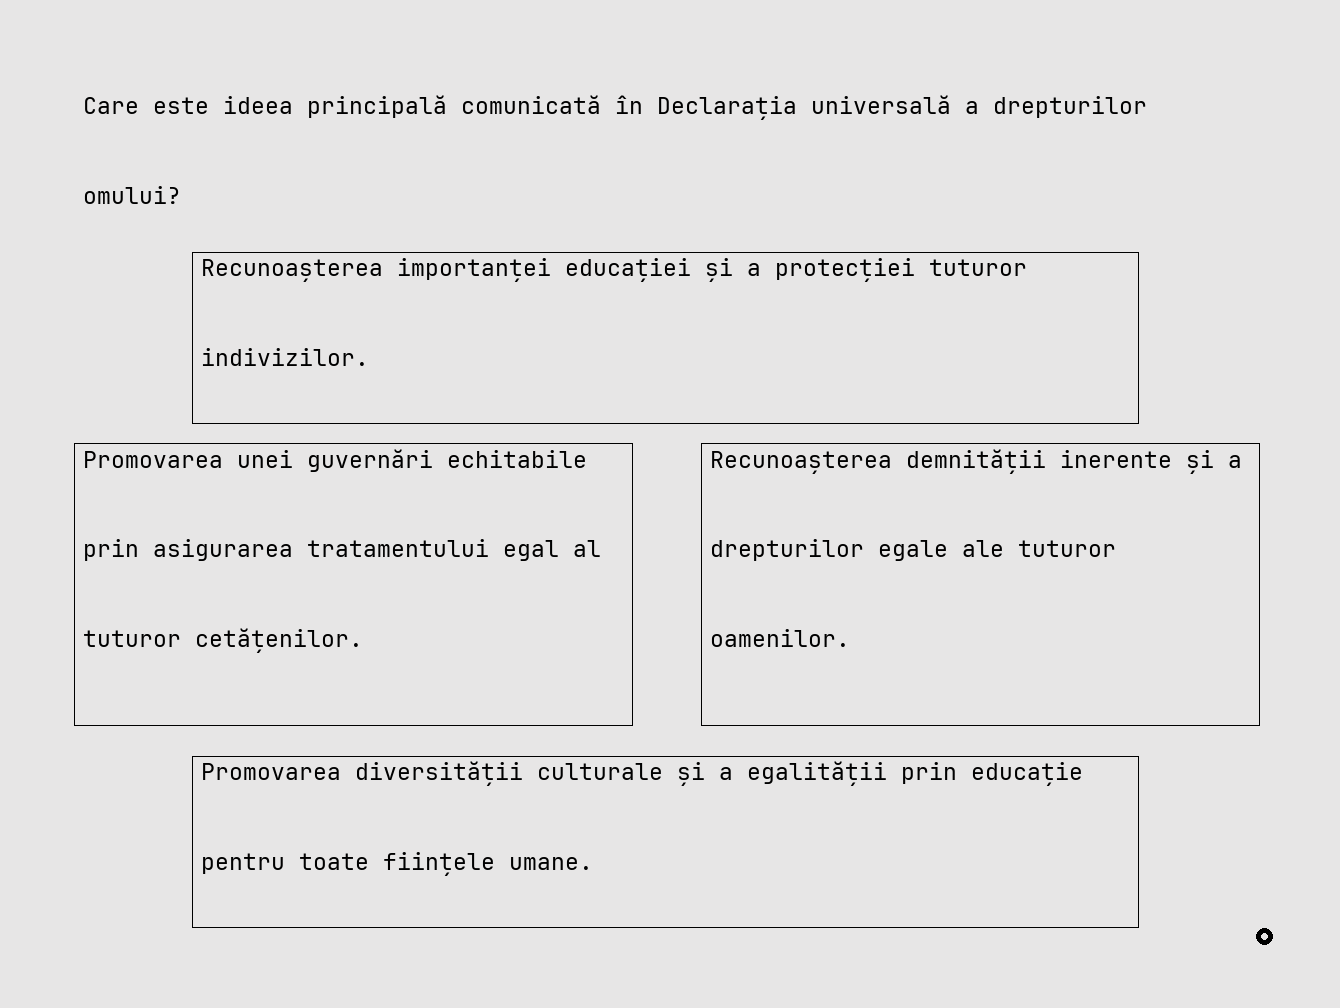 Care este ideea principală comunicată în Declarația universală a drepturilor
omului?
Recunoașterea importanței educației și a protecției tuturor
indivizilor.
Promovarea unei guvernări echitabile
prin asigurarea tratamentului egal al
tuturor cetățenilor.
Recunoașterea demnității inerente și a
drepturilor egale ale tuturor
oamenilor.
Promovarea diversității culturale și a egalității prin educație
pentru toate ființele umane.